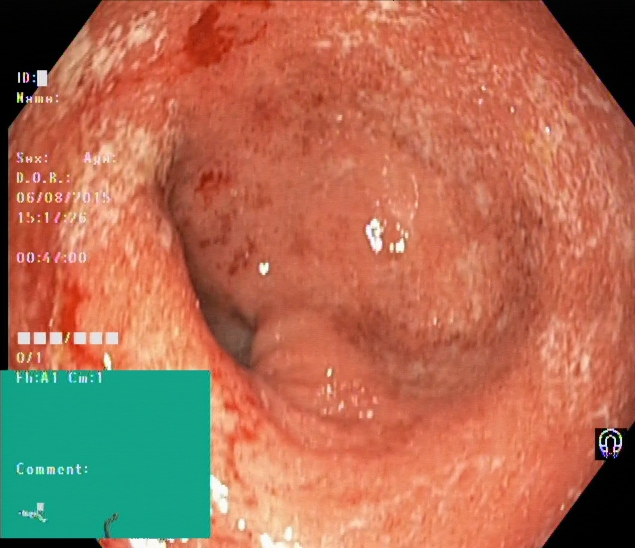 ID:
Name:
Sex: Age:
D.O.B.:
06/08/2015
15:17:26
00:47:00
/
0/1
Eh:A1 Cm:1
Comment: